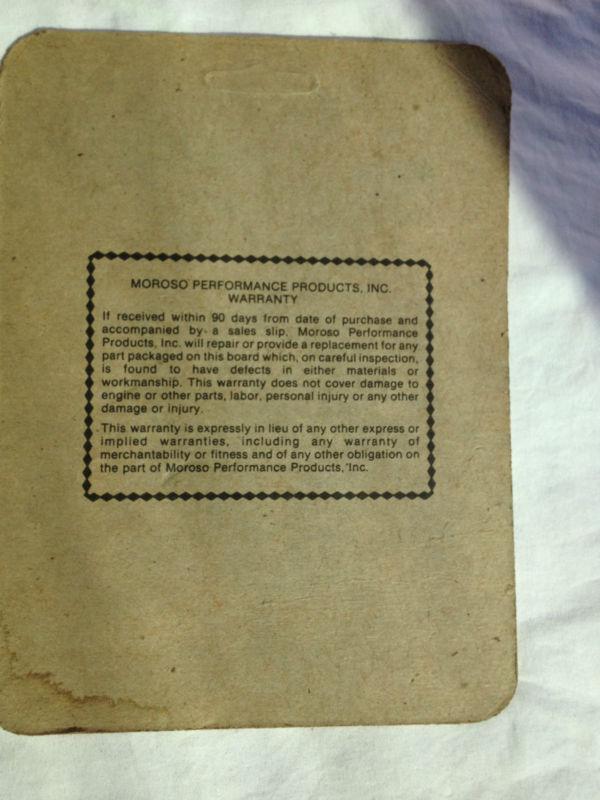 MOROSO PERFORMANCE PRODUCTS, INC.
WARRANTY
If received within 90 days from date of purchase and
accompanied by a sales slip, Moroso Performance
Products, Inc. will repair or provide a replacement for any
part packaged on this board which, on careful inspection,
is found to have defects in either materials or
workmanship. This warranty does not cover damage to
engine or other parts, labor, personal injury or any other
damage or injury.
This warranty is expressly in lieu of any other express or
implied warranties, including any warranty of
merchantability or fitness and of any other obligation on
the part of Moroso Performance Products, Inc.